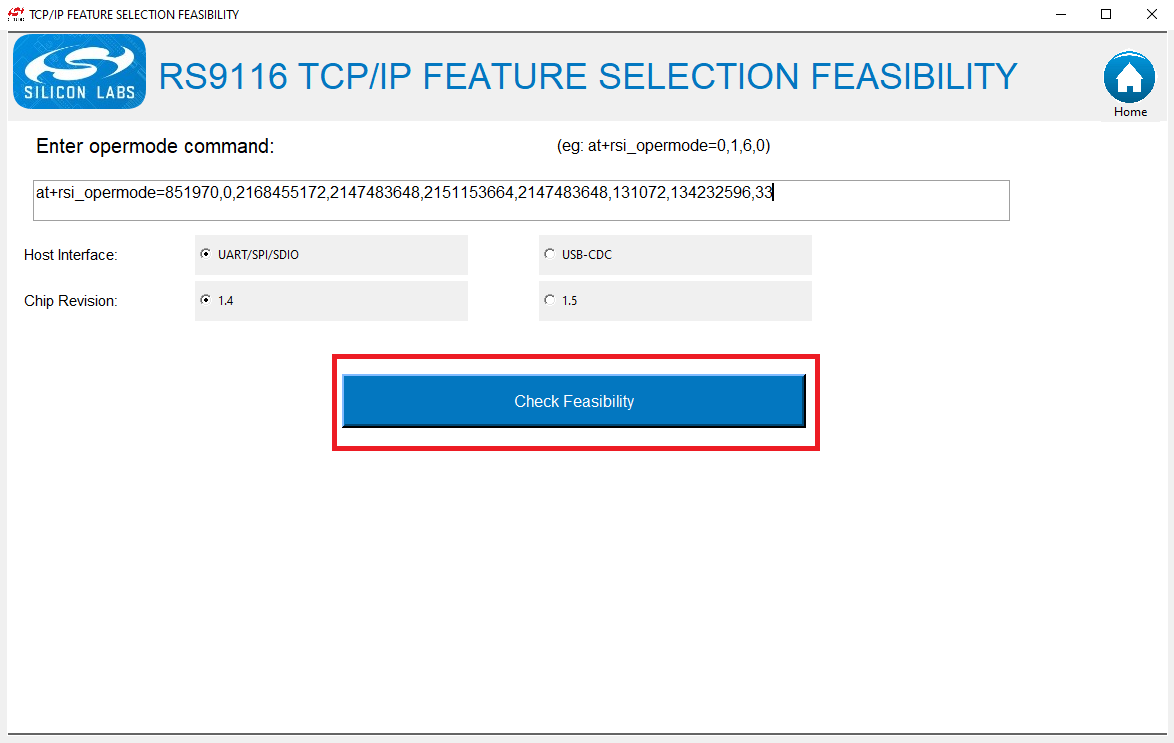 TCP/IP FEATURE SELECTION FEASIBILITY
SILICON LABS
RS9116 TCP/IP FEATURE SELECTION FEASIBILITY
Home
Enter opermode command:
(eg: at+rsi_opermode=0,1,6,0)
at+rsi_opermode=851970,0,2168455172,2147483648,2151153664,2147483648,131072,134232596,33
Host Interface:
UART/SPI/SDIO
USB-CDC
Chip Revision:
1.4
1.5
Check Feasibility